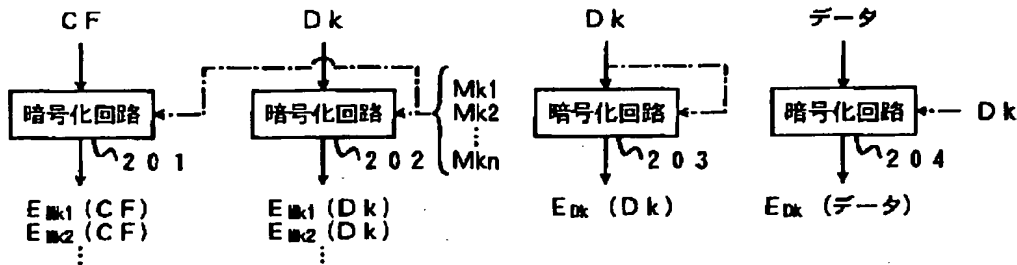 CF Dk Dk データ
暗号化回路 暗号化回路 Mk1 Mk2 ⋮ Mkn 暗号化回路 暗号化回路 Dk
201 202 203 204
EMk1 (CF) EMk1 (Dk) EDk (Dk) EDk (データ)
EMk2 (CF) EMk2 (Dk)
⋮ ⋮